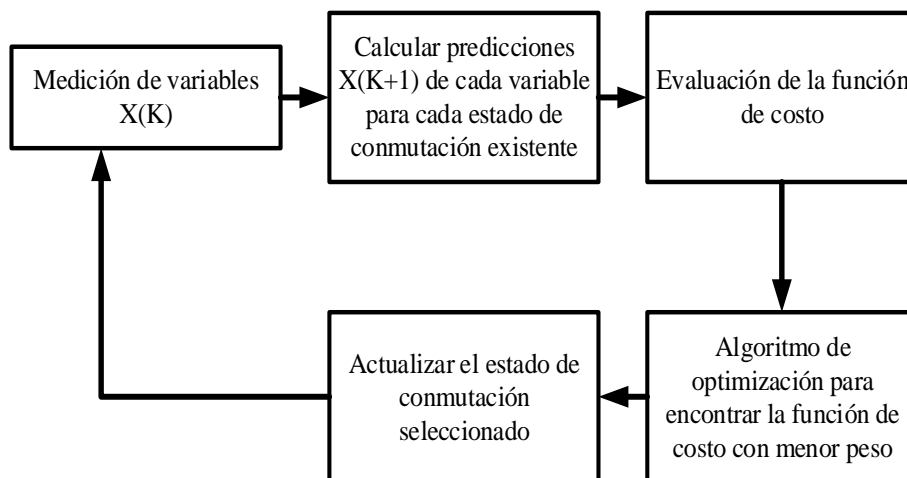 Medición de variables
X(K)
Calcular predicciones
X(K+1) de cada variable
para cada estado de
conmutación existente
Evaluación de la función
de costo
Algoritmo de
optimización para
encontrar la función de
costo con menor peso
Actualizar el estado de
conmutación
seleccionado